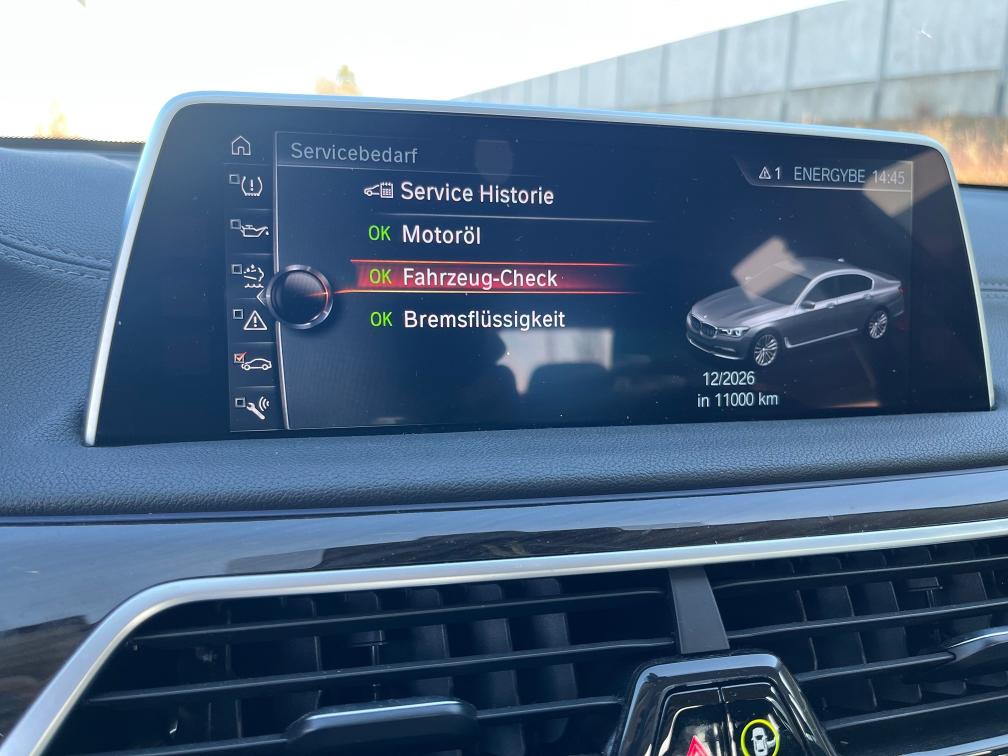 Servicebedarf
1 ENERGYBE 14:45
Service Historie
OK Motoröl
OK Fahrzeug-Check
OK Bremsflüssigkeit
12/2026
in 11000 km